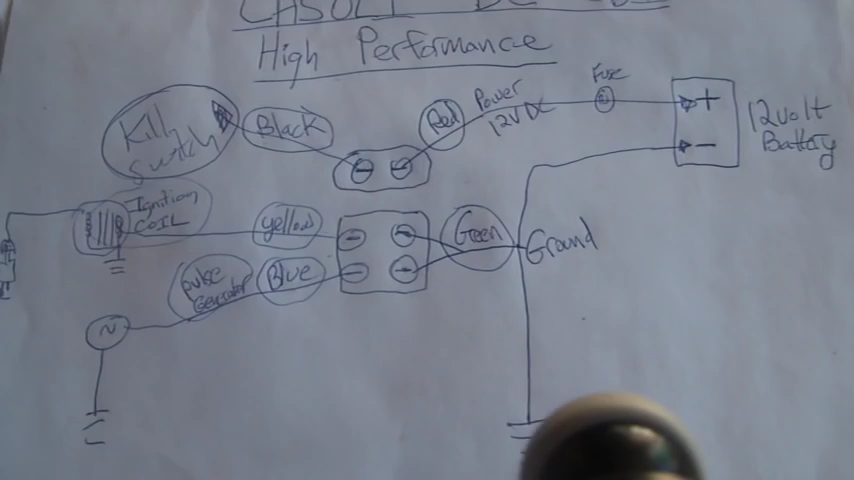 High Performance
Fuse
Power
12V DC
Red
Black
Kill
Switch
+
12volt
Battery
-
Ignition
COIL
yellow
Green
Ground
pulse
Generator
Blue
~